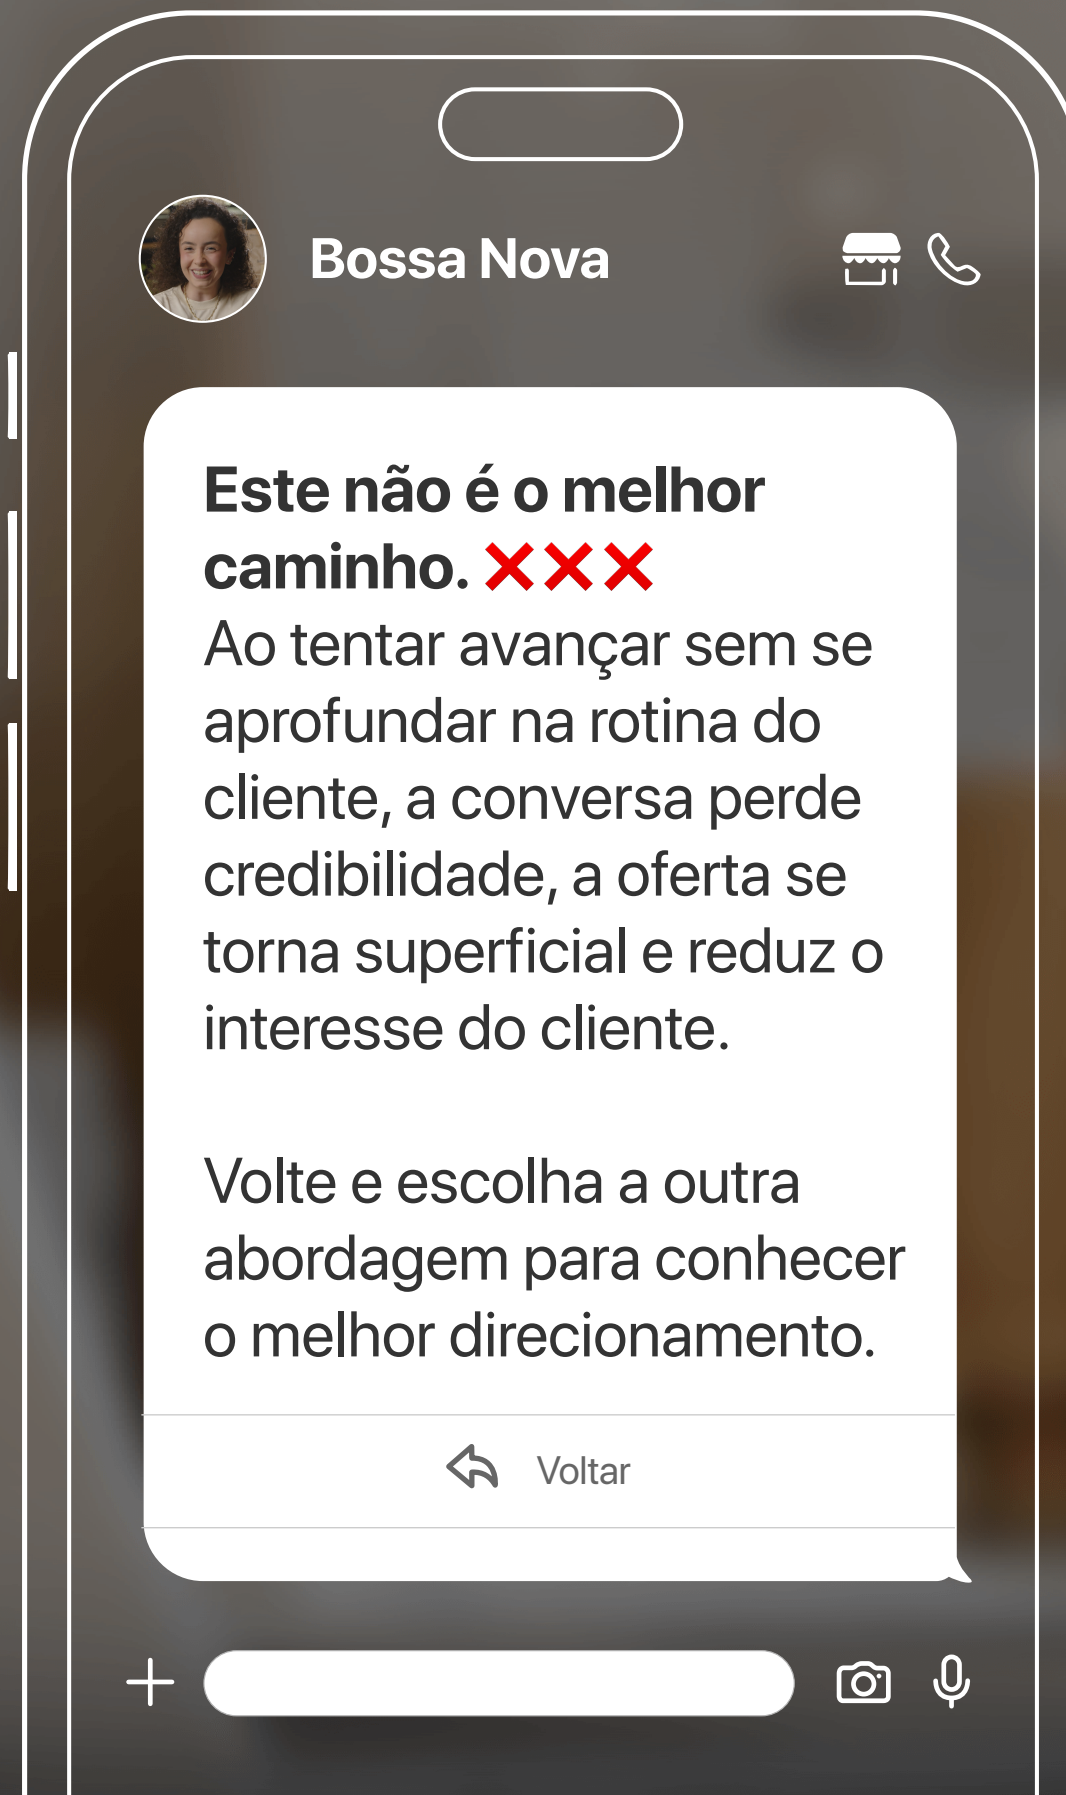 Bossa Nova
Este não é o melhor
caminho. ❌❌❌
Ao tentar avançar sem se
aprofundar na rotina do
cliente, a conversa perde
credibilidade, a oferta se
torna superficial e reduz o
interesse do cliente.
Volte e escolha a outra
abordagem para conhecer
o melhor direcionamento.
Voltar